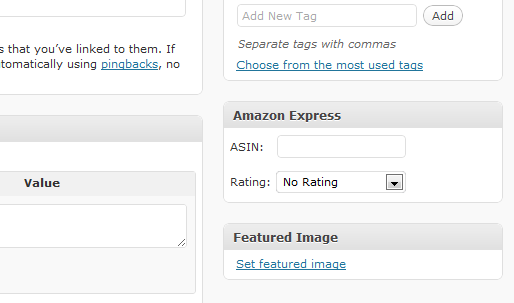 Add New Tag
Add
Separate tags with commas
Choose from the most used tags
s that you've linked to them. If
tomatically using pingbacks, no
Value
Amazon Express
ASIN:
Rating: No Rating
Featured Image
Set featured image